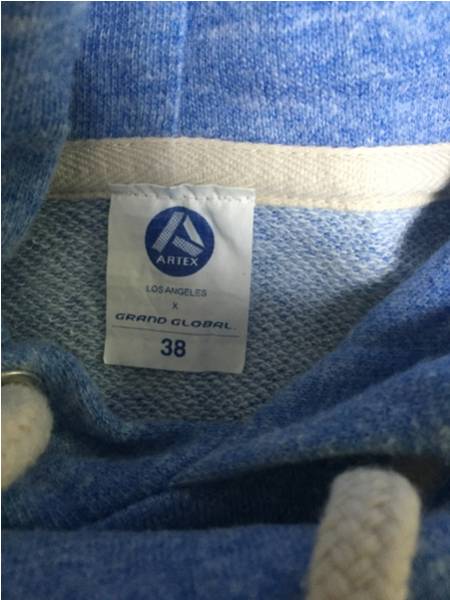 ARTEX
LOS ANGELES
X
GRAND GLOBAL.
38